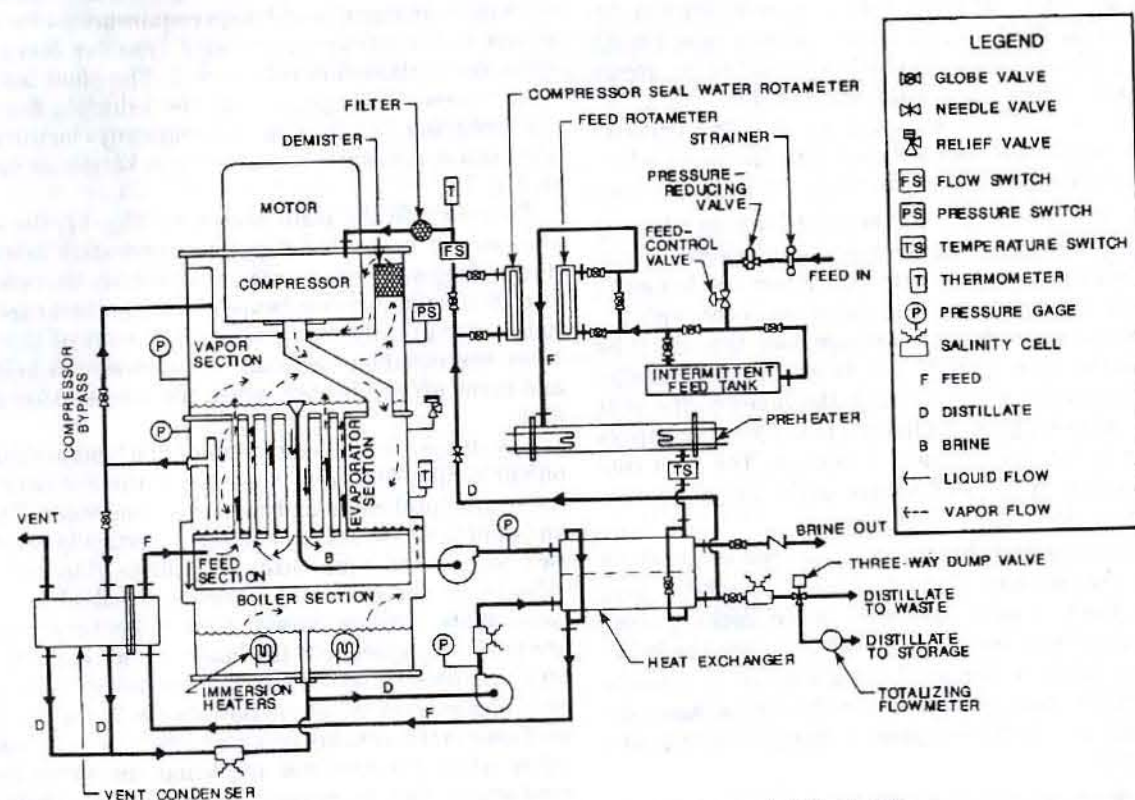 LEGEND
GLOBE VALVE
NEEDLE VALVE
RELIEF VALVE
FS FLOW SWITCH
PS PRESSURE SWITCH
TS TEMPERATURE SWITCH
T THERMOMETER
P PRESSURE GAGE
SALINITY CELL
F FEED
D DISTILLATE
B BRINE
LIQUID FLOW
VAPOR FLOW
FILTER
DEMISTER
COMPRESSOR SEAL WATER ROTAMETER
FEED ROTAMETER
STRAINER
PRESSURE-
REDUCING
VALVE
FEED-
CONTROL
VALVE
FEED IN
T
FS
MOTOR
COMPRESSOR
PS
VAPOR
SECTION
P
P
COMPRESSOR
BYPASS
EVAPORATOR
SECTION
T
F
INTERMITTENT
FEED TANK
PREHEATER
TS
D
VENT
F
FEED
SECTION
B
BOILER SECTION
P
BRINE OUT
THREE-WAY DUMP VALVE
DISTILLATE
TO WASTE
DISTILLATE
TO STORAGE
TOTALIZING
FLOWMETER
HEAT EXCHANGER
P
IMMERSION
HEATERS
D
F
D
D
VENT CONDENSER